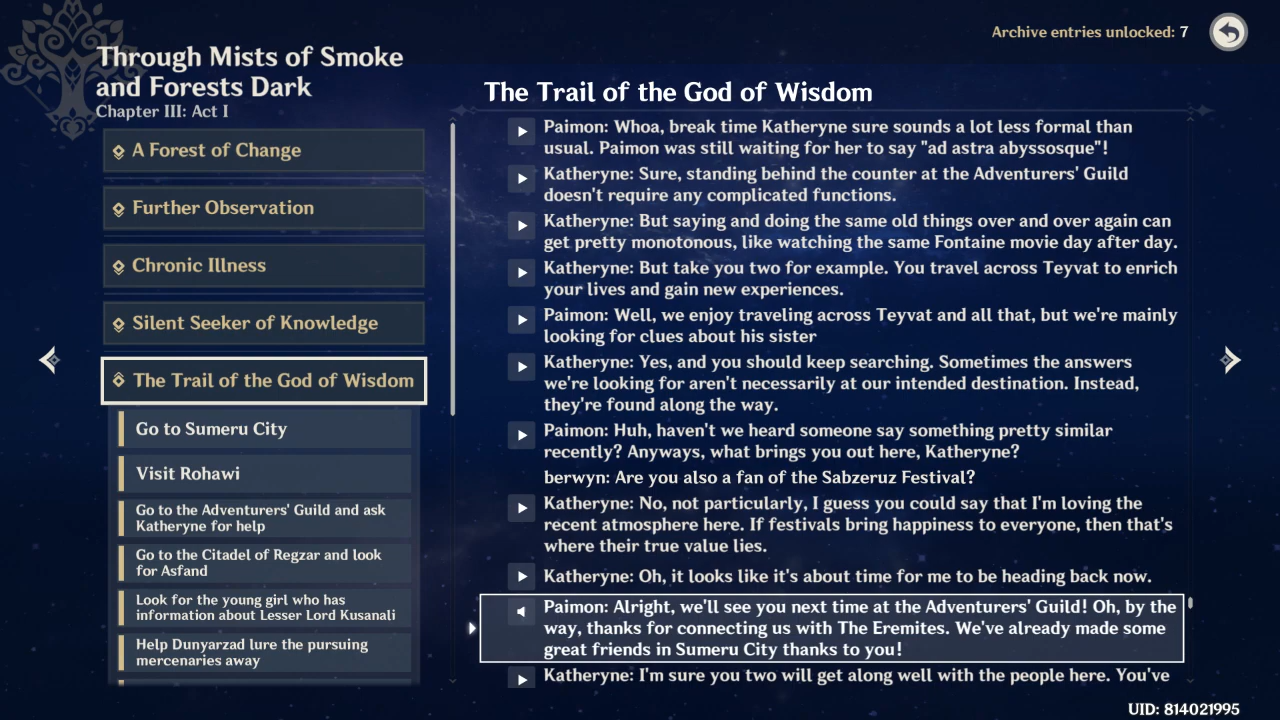 Through Mists of Smoke
and Forests Dark
Chapter III: Act I
Archive entries unlocked: 7
A Forest of Change
Further Observation
Chronic Illness
Silent Seeker of Knowledge
The Trail of the God of Wisdom
Go to Sumeru City
Visit Rohawi
Go to the Adventurers' Guild and ask
Katheryne for help
Go to the Citadel of Regzar and look
for Asfand
Look for the young girl who has
information about Lesser Lord Kusanali
Help Dunyarzad lure the pursuing
mercenaries away
The Trail of the God of Wisdom
Paimon: Whoa, break time Katheryne sure sounds a lot less formal than
usual. Paimon was still waiting for her to say "ad astra abyssosque"!
Katheryne: Sure, standing behind the counter at the Adventurers' Guild
doesn't require any complicated functions.
Katheryne: But saying and doing the same old things over and over again can
get pretty monotonous, like watching the same Fontaine movie day after day.
Katheryne: But take you two for example. You travel across Teyvat to enrich
your lives and gain new experiences.
Paimon: Well, we enjoy traveling across Teyvat and all that, but we're mainly
looking for clues about his sister
Katheryne: Yes, and you should keep searching. Sometimes the answers
we're looking for aren't necessarily at our intended destination. Instead,
they're found along the way.
Paimon: Huh, haven't we heard someone say something pretty similar
recently? Anyways, what brings you out here, Katheryne?
berwyn: Are you also a fan of the Sabzeruz Festival?
Katheryne: No, not particularly, I guess you could say that I'm loving the
recent atmosphere here. If festivals bring happiness to everyone, then that's
where their true value lies.
Katheryne: Oh, it looks like it's about time for me to be heading back now.
Paimon: Alright, we'll see you next time at the Adventurers' Guild! Oh, by the
way, thanks for connecting us with The Eremites. We've already made some
great friends in Sumeru City thanks to you!
Katheryne: I'm sure you two will get along well with the people here. You've
UID: 814021995